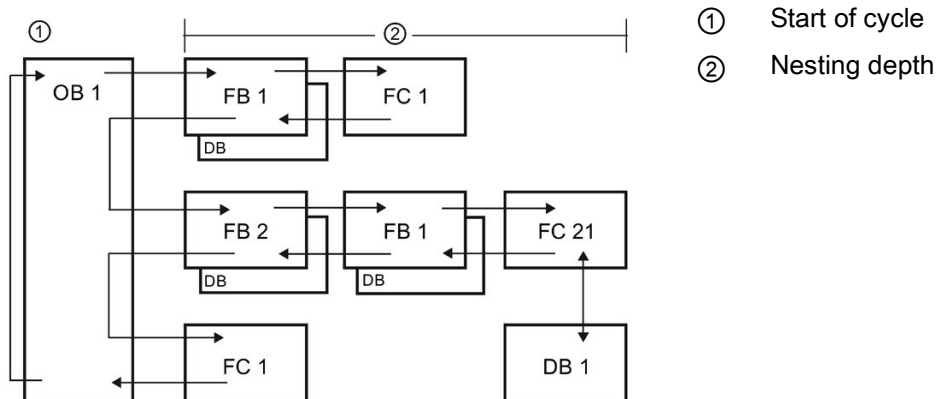 ① Start of cycle
② Nesting depth
①
②
OB 1
FB 1
FC 1
DB
FB 2
FB 1
FC 21
DB
DB
FC 1
DB 1